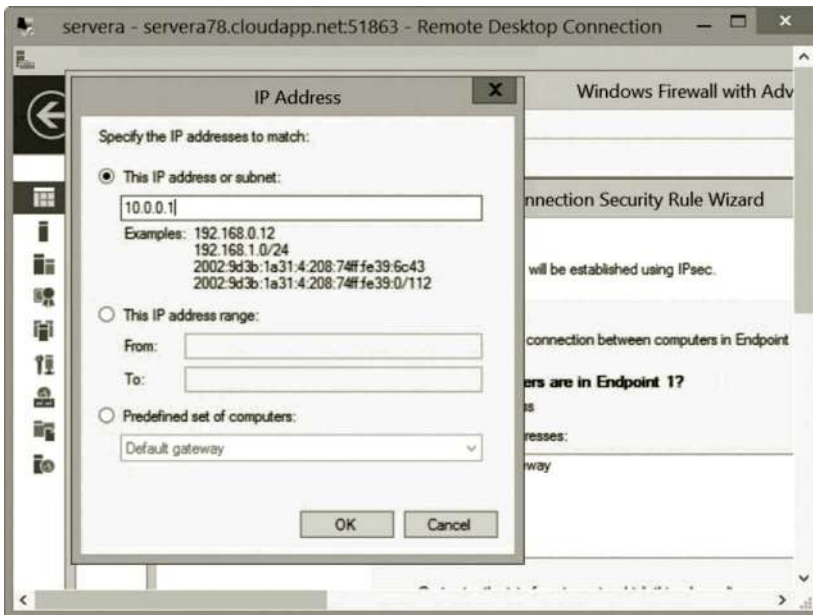 servera - servera78.cloudapp.net:51863 - Remote Desktop Connection
IP Address
Windows Firewall with Adv
Specify the IP addresses to match:
This IP address or subnet:
10.0.0.1
Examples: 192.168.0.12
192.168.1.0/24
2002:9d3b:1a31:4:208:74ff:fe39:6c43
2002:9d3b:1a31:4:208:74ff:fe39:0/112
This IP address range:
From:
To:
Predefined set of computers:
Default gateway
OK Cancel
nnection Security Rule Wizard
will be established using IPsec.
connection between computers in Endpoint
ers are in Endpoint 1?
ss
resses:
way